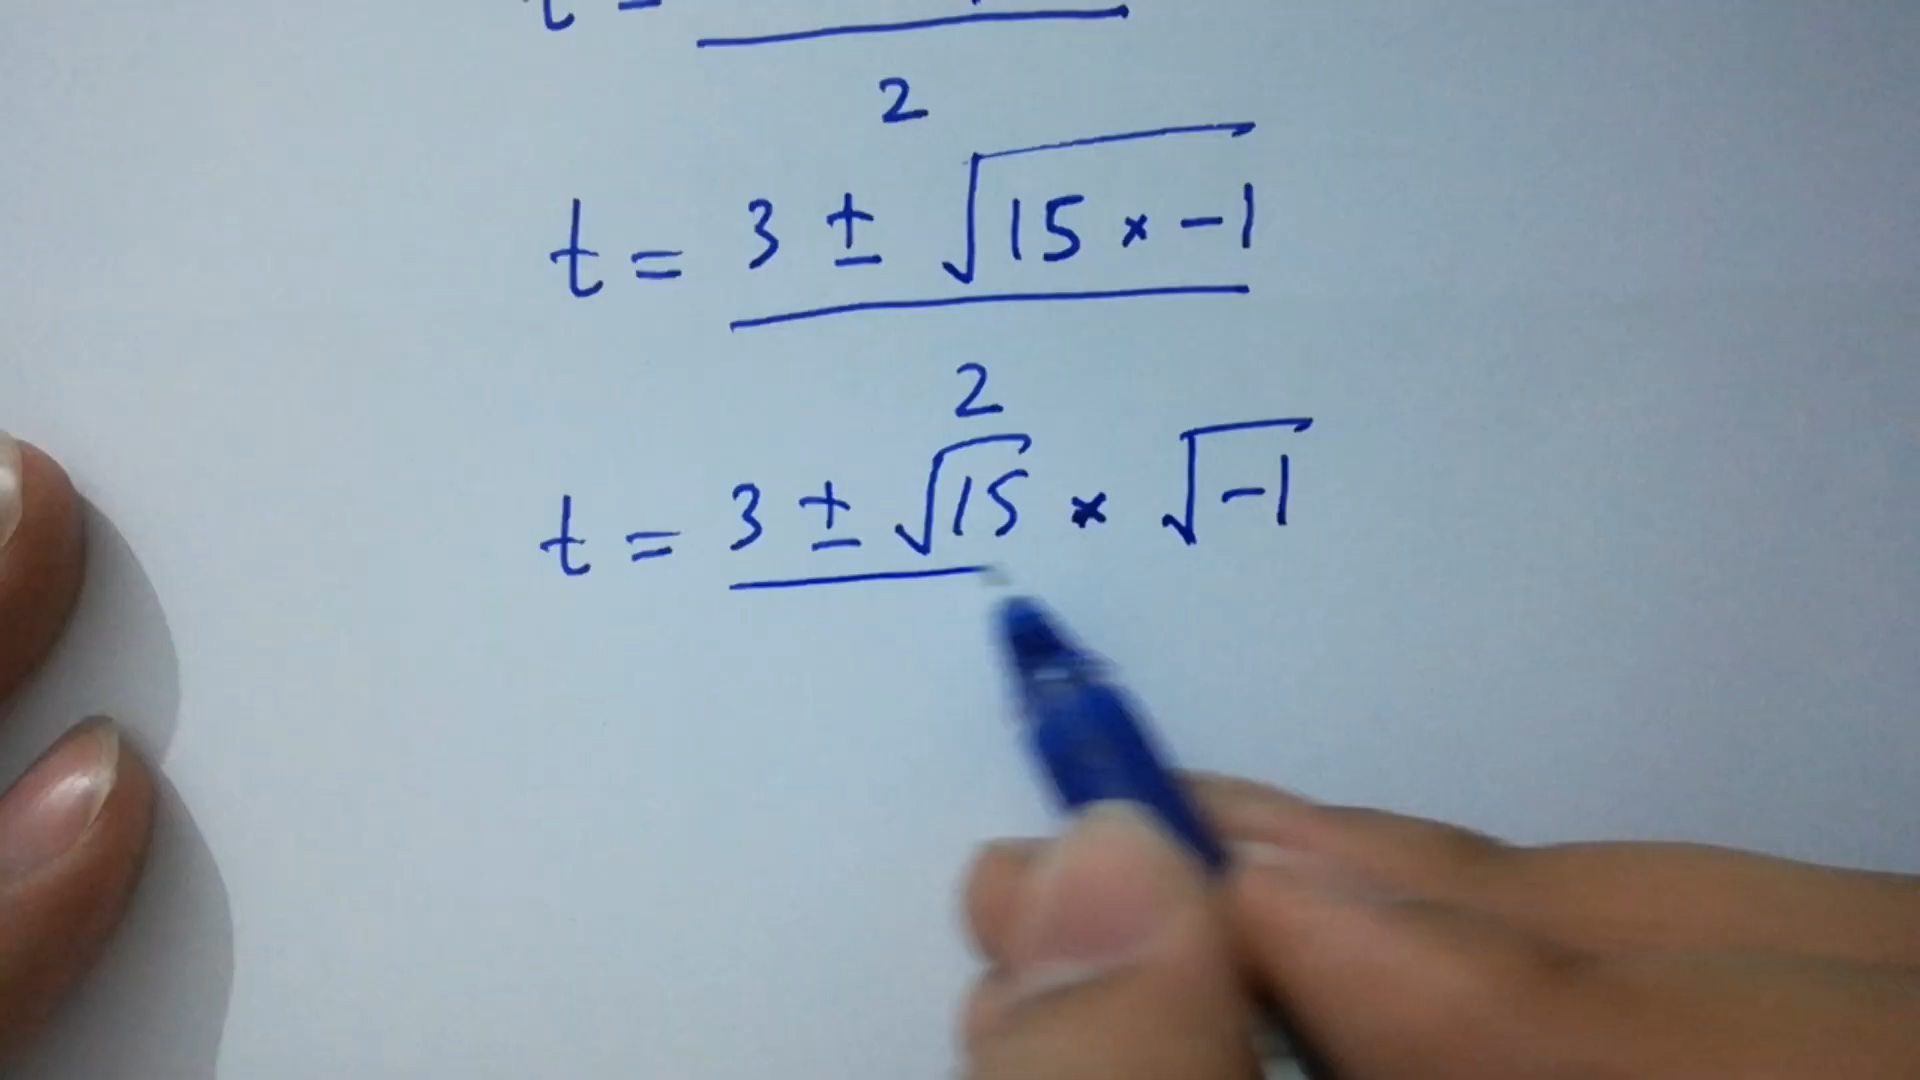 t =
2
t = 3 ± √15 × -1
2
t = 3 ± √15 × √-1